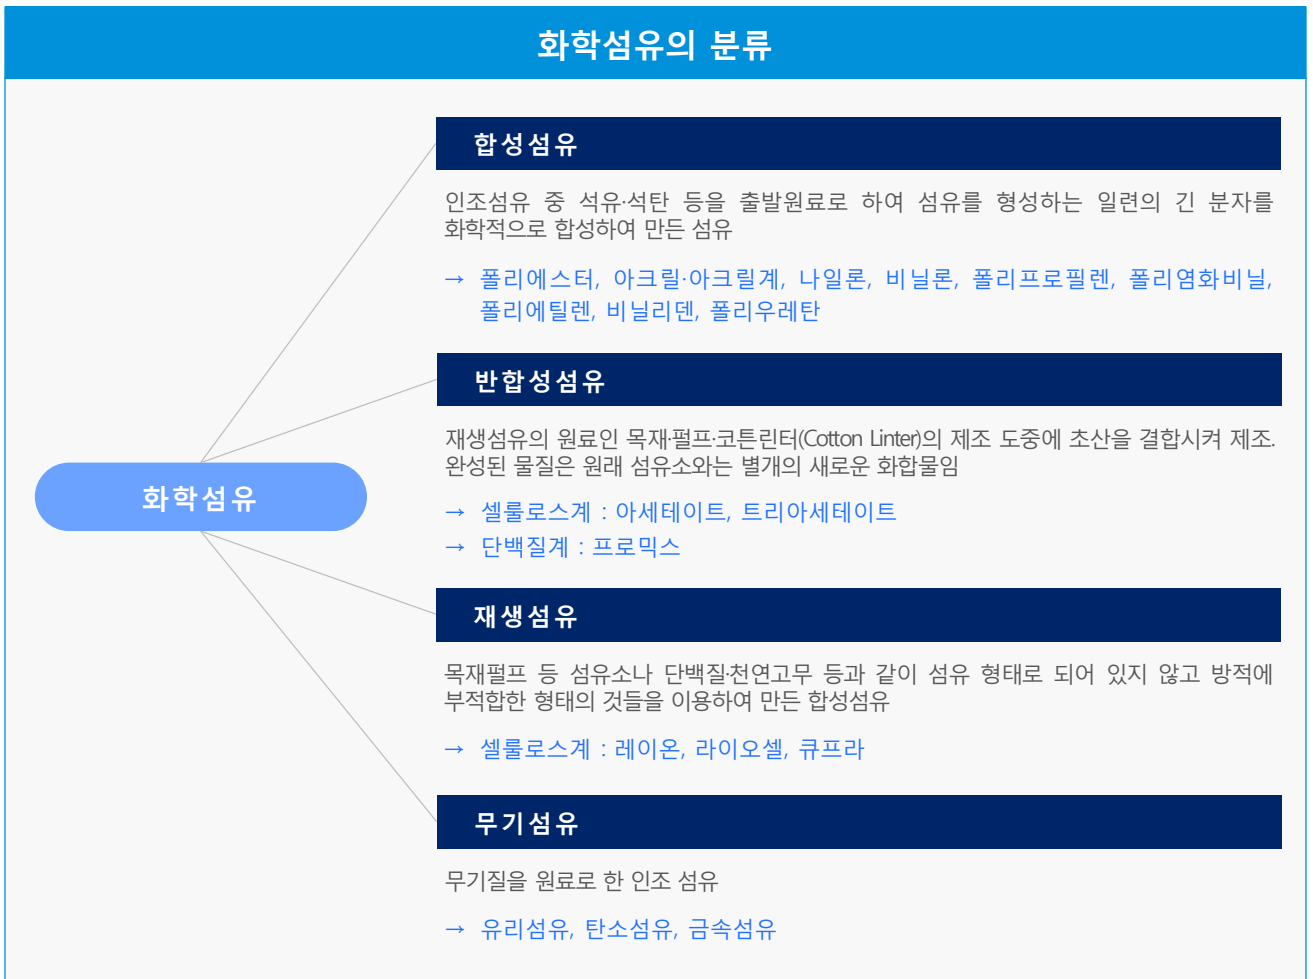 화학섬유의 분류
합성섬유
인조섬유 중 석유·석탄 등을 출발원료로 하여 섬유를 형성하는 일련의 긴 분자를
화학적으로 합성하여 만든 섬유
→ 폴리에스터, 아크릴·아크릴계, 나일론, 비닐론, 폴리프로필렌, 폴리염화비닐,
폴리에틸렌, 비닐리덴, 폴리우레탄
반합성섬유
재생섬유의 원료인 목재·펄프·코튼린터(Cotton Linter)의 제조 도중에 초산을 결합시켜 제조.
완성된 물질은 원래 섬유소와는 별개의 새로운 화합물임
→ 셀룰로스계 : 아세테이트, 트리아세테이트
→ 단백질계 : 프로믹스
화학섬유
재생섬유
목재펄프 등 섬유소나 단백질·천연고무 등과 같이 섬유 형태로 되어 있지 않고 방적에
부적합한 형태의 것들을 이용하여 만든 합성섬유
→ 셀룰로스계 : 레이온, 라이오셀, 큐프라
무기섬유
무기질을 원료로 한 인조 섬유
→ 유리섬유, 탄소섬유, 금속섬유